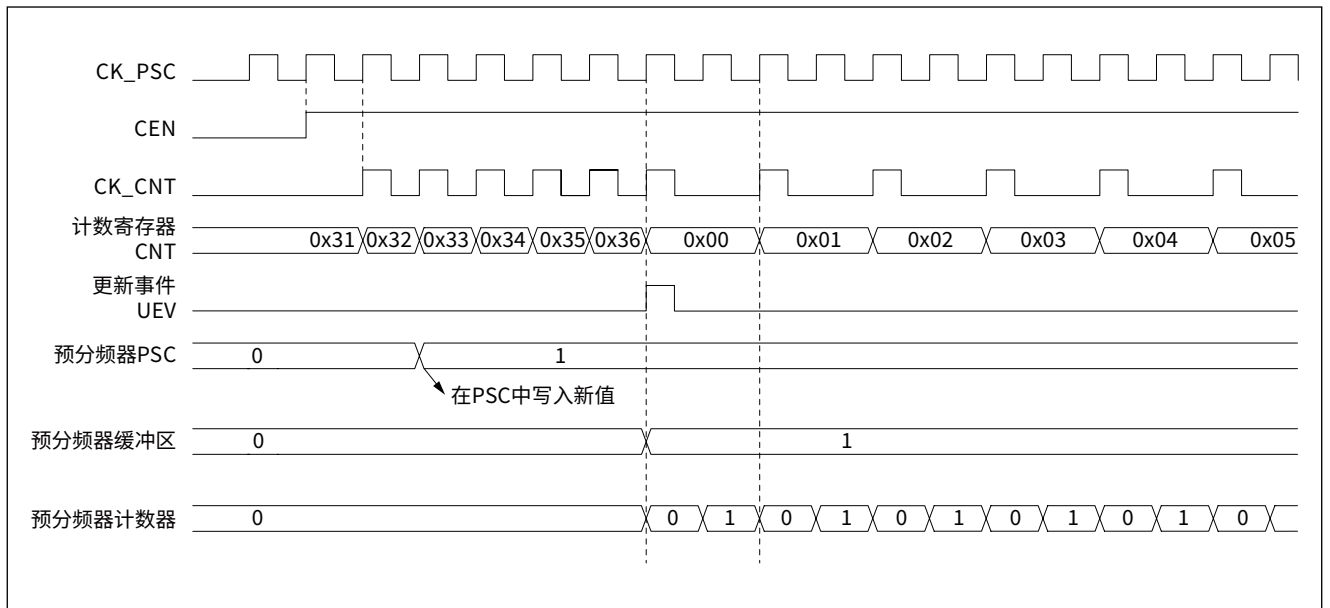 CK_PSC
CEN
CK_CNT
计数寄存器
CNT
0x31 0x32 0x33 0x34 0x35 0x36 0x00 0x01 0x02 0x03 0x04 0x05
更新事件
UEV
预分频器PSC 0 1
在PSC中写入新值
预分频器缓冲区 0 1
预分频器计数器 0 0 1 0 1 0 1 0 1 0 1 0